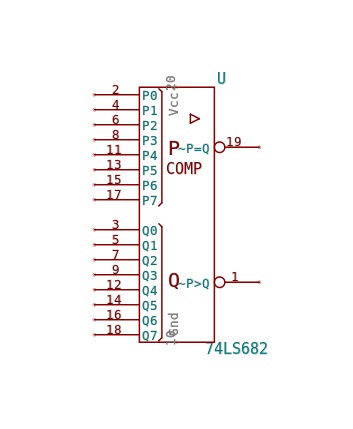 U
Vcc 20
2 P0
4 P1
6 P2
8 P3
11 P4
13 P5
15 P6
17 P7
P ~P=Q 19
COMP
3 Q0
5 Q1
7 Q2
9 Q3
12 Q4
14 Q5
16 Q6
18 Q7
Q ~P>Q 1
Gnd 10
74LS682